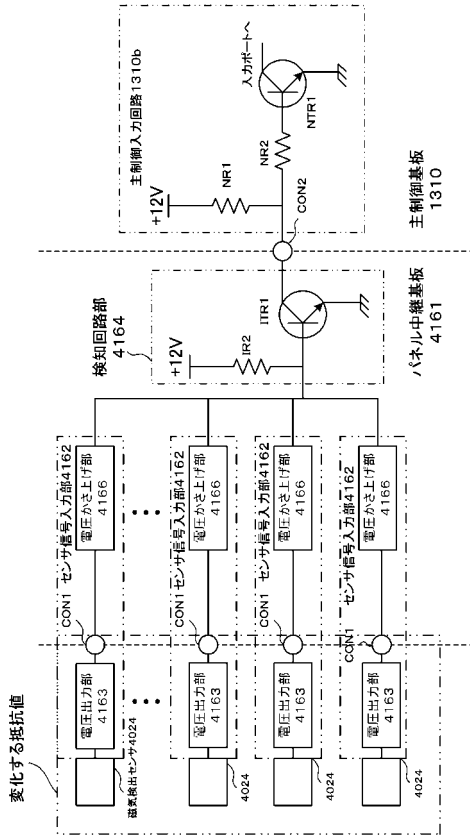 変化する抵抗値
磁気検出センサ4024
電圧出力部
4163
CON1
センサ信号入力部4162
電圧かさ上げ部
4166
4024
電圧出力部
4163
CON1
センサ信号入力部4162
電圧かさ上げ部
4166
4024
電圧出力部
4163
CON1
センサ信号入力部4162
電圧かさ上げ部
4166
4024
電圧出力部
4163
CON1
センサ信号入力部4162
電圧かさ上げ部
4166
検知回路部
4164
+12V
IR2
ITR1
パネル中継基板
4161
CON2
主制御入力回路1310b
+12V
NR1
NR2
NTR1
入力ポートへ
主制御基板
1310